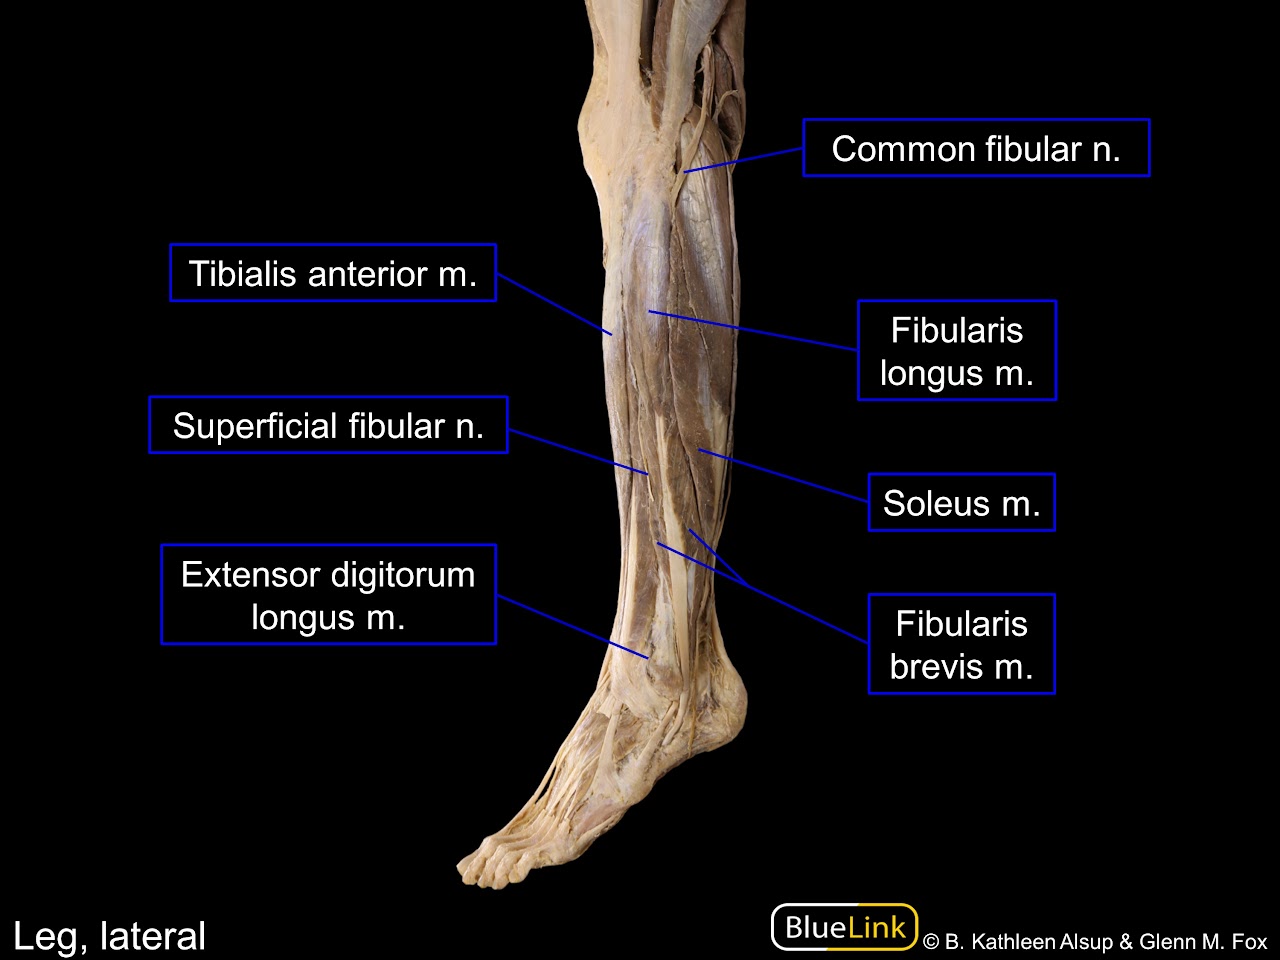 Common fibular n.
Tibialis anterior m.
Fibularis
longus m.
Superficial fibular n.
Soleus m.
Extensor digitorum
longus m.
Fibularis
brevis m.
Leg, lateral
BlueLink
© B. Kathleen Alsup & Glenn M. Fox